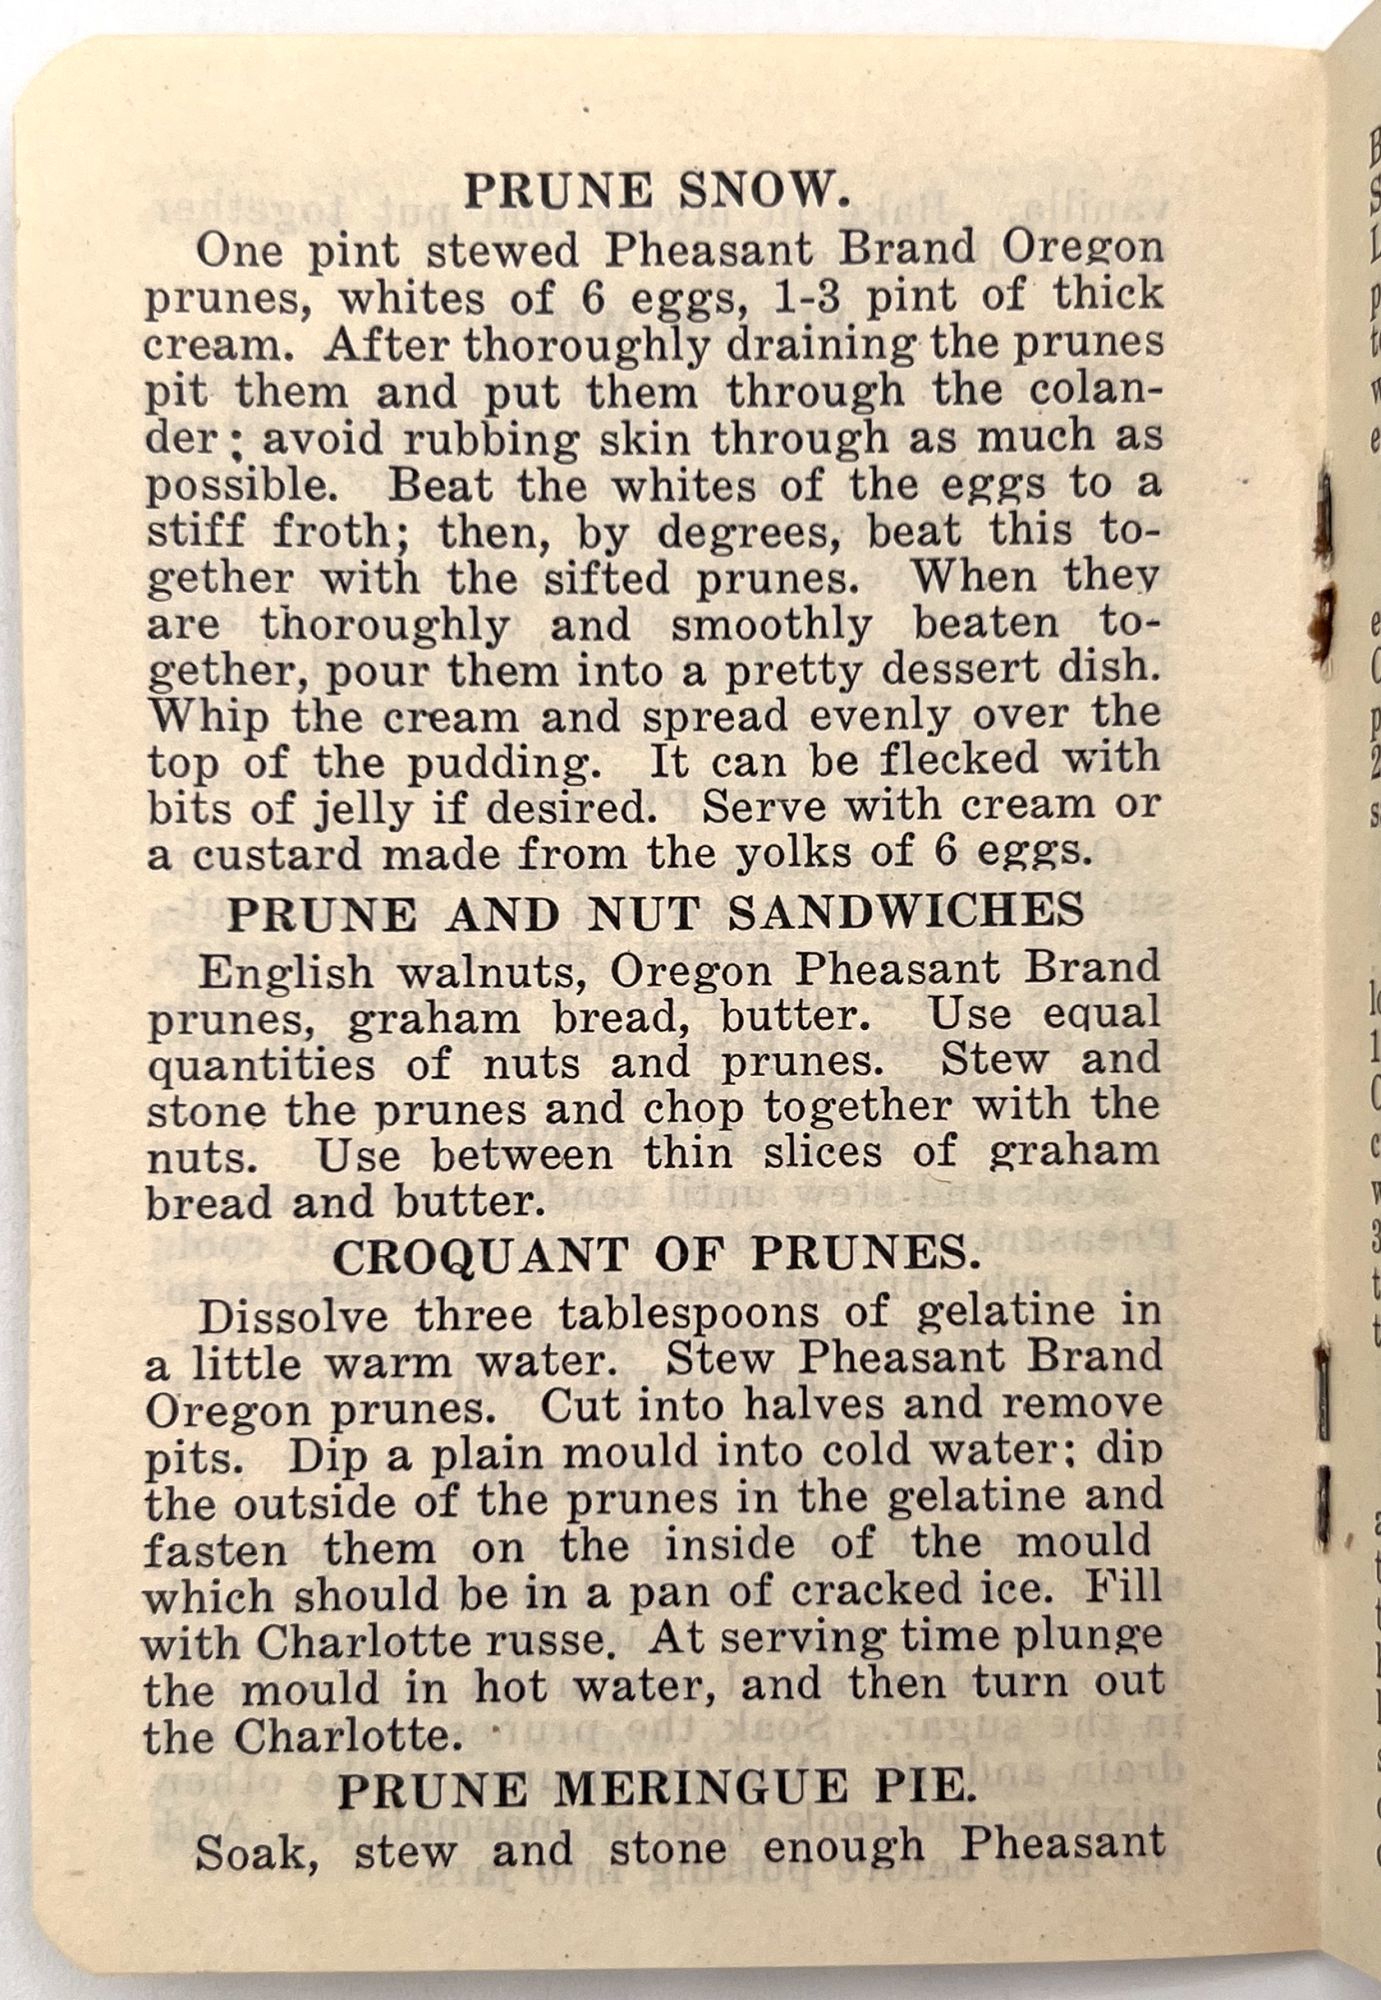 PRUNE SNOW.
One pint stewed Pheasant Brand Oregon
prunes, whites of 6 eggs, 1-3 pint of thick
cream. After thoroughly draining the prunes
pit them and put them through the colan-
der; avoid rubbing skin through as much as
possible. Beat the whites of the eggs to a
stiff froth; then, by degrees, beat this to-
gether with the sifted prunes. When they
are thoroughly and smoothly beaten to-
gether, pour them into a pretty dessert dish.
Whip the cream and spread evenly over the
top of the pudding. It can be flecked with
bits of jelly if desired. Serve with cream or
a custard made from the yolks of 6 eggs.
PRUNE AND NUT SANDWICHES
English walnuts, Oregon Pheasant Brand
prunes, graham bread, butter. Use equal
quantities of nuts and prunes. Stew and
stone the prunes and chop together with the
nuts. Use between thin slices of graham
bread and butter.
CROQUANT OF PRUNES.
Dissolve three tablespoons of gelatine in
a little warm water. Stew Pheasant Brand
Oregon prunes. Cut into halves and remove
pits. Dip a plain mould into cold water; dip
the outside of the prunes in the gelatine and
fasten them on the inside of the mould
which should be in a pan of cracked ice. Fill
with Charlotte russe. At serving time plunge
the mould in hot water, and then turn out
the Charlotte.
PRUNE MERINGUE PIE.
Soak, stew and stone enough Pheasant